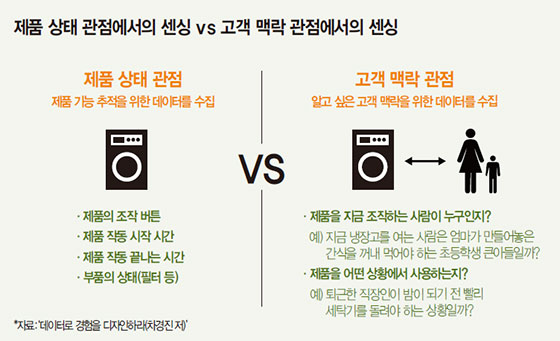 제품 상태 관점에서의 센싱 vs 고객 맥락 관점에서의 센싱
제품 상태 관점
제품 기능 추적을 위한 데이터를 수집
· 제품의 조작 버튼
· 제품 작동 시작 시간
· 제품 작동 끝나는 시간
· 부품의 상태(필터 등)
VS
고객 맥락 관점
알고 싶은 고객 맥락을 위한 데이터를 수집
· 제품을 지금 조작하는 사람이 누구인지?
예) 지금 냉장고를 여는 사람은 엄마가 만들어놓은
간식을 꺼내 먹어야 하는 초등학생 큰아들일까?
· 제품을 어떤 상황에서 사용하는지?
예) 퇴근한 직장인이 밤이 되기 전 빨리
세탁기를 돌려야 하는 상황일까?
*자료: '데이터로 경험을 디자인하라(차경진 저)'